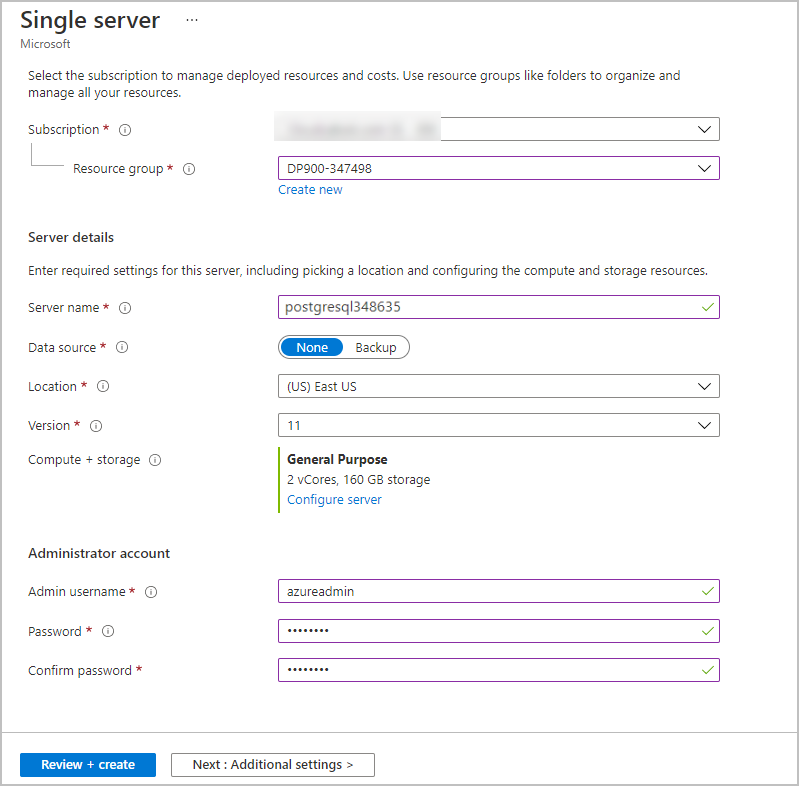 Single server ...
Microsoft
Select the subscription to manage deployed resources and costs. Use resource groups like folders to organize and
manage all your resources.
Subscription *
Resource group *
DP900-347498
Create new
Server details
Enter required settings for this server, including picking a location and configuring the compute and storage resources.
Server name *
postgresql348635
Data source *
None Backup
Location *
(US) East US
Version *
11
Compute + storage
General Purpose
2 vCores, 160 GB storage
Configure server
Administrator account
Admin username *
azureadmin
Password *
••••••••
Confirm password *
••••••••
Review + create
Next : Additional settings >